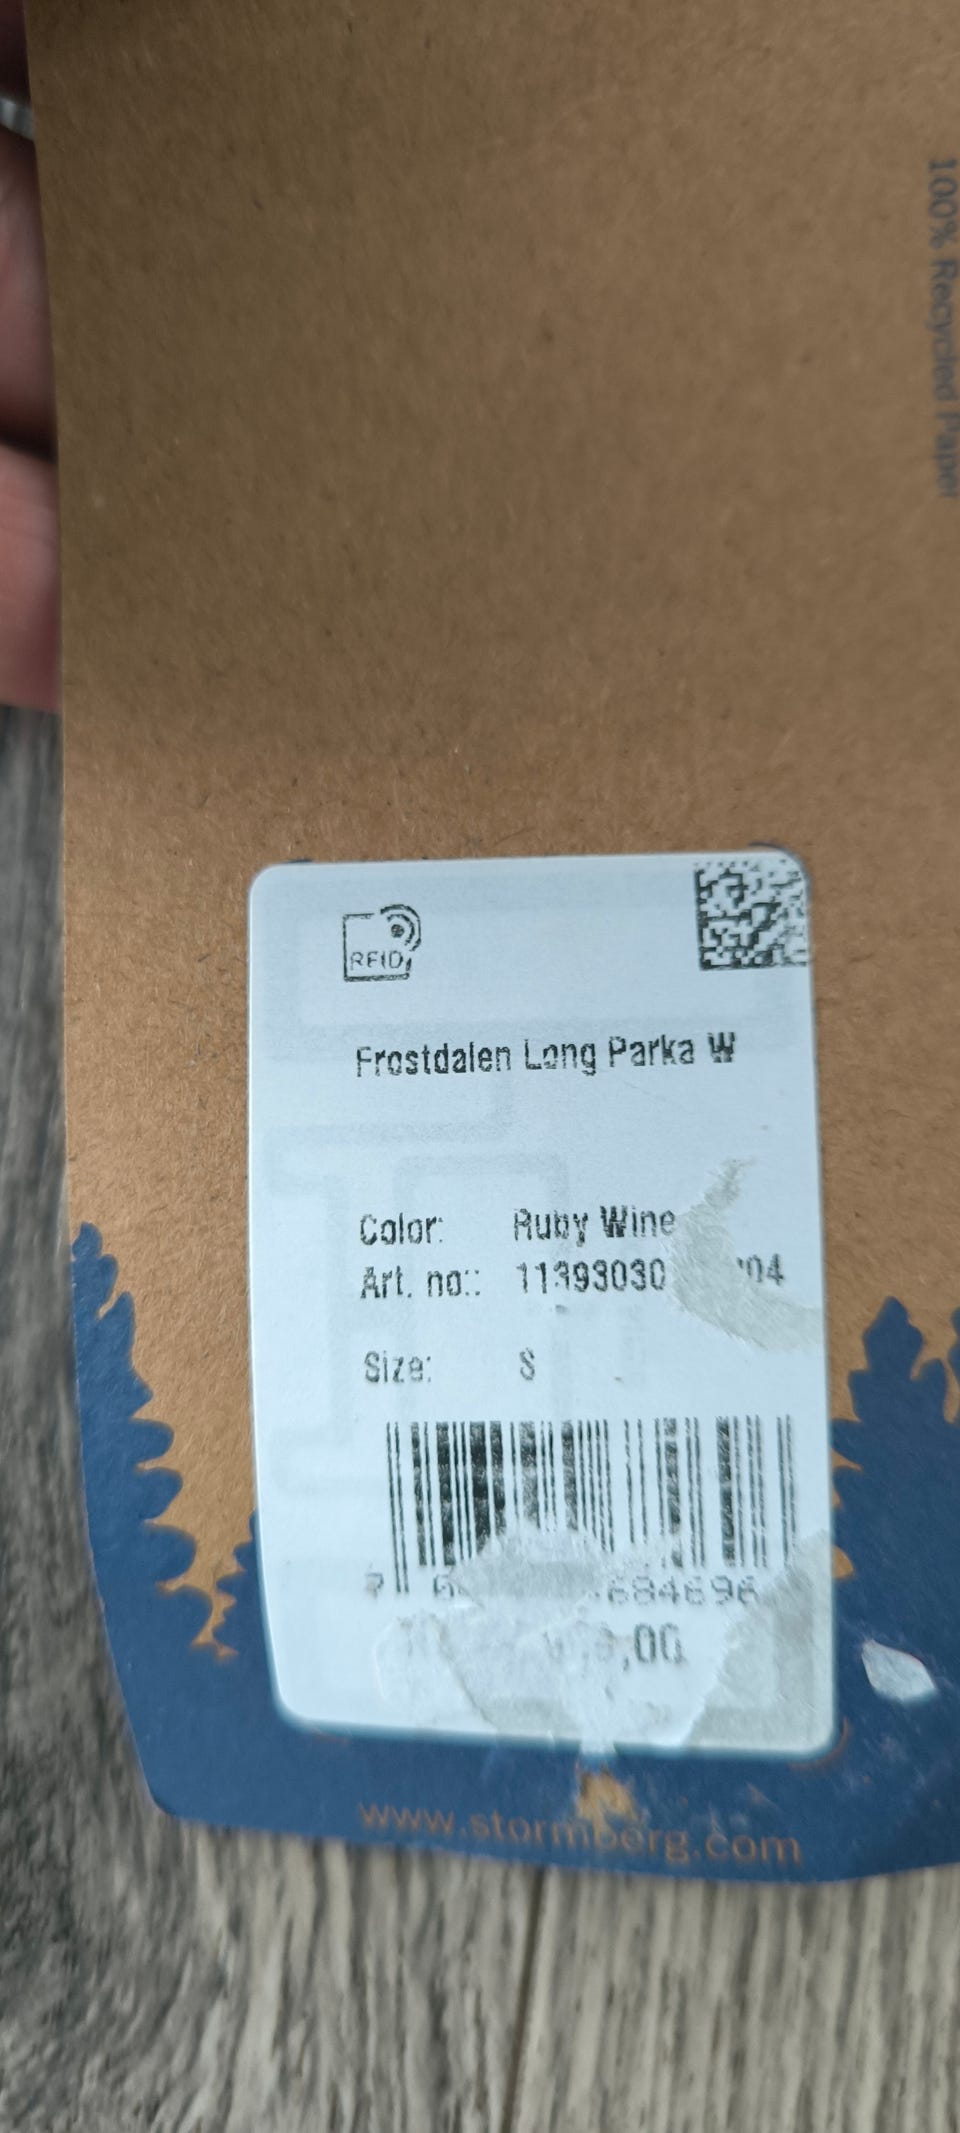 100% Recycled Paper
RFID
Frostdalen Long Parka W
Color: Ruby Wine
Art. no.:
Size: S
www.stormberg.com